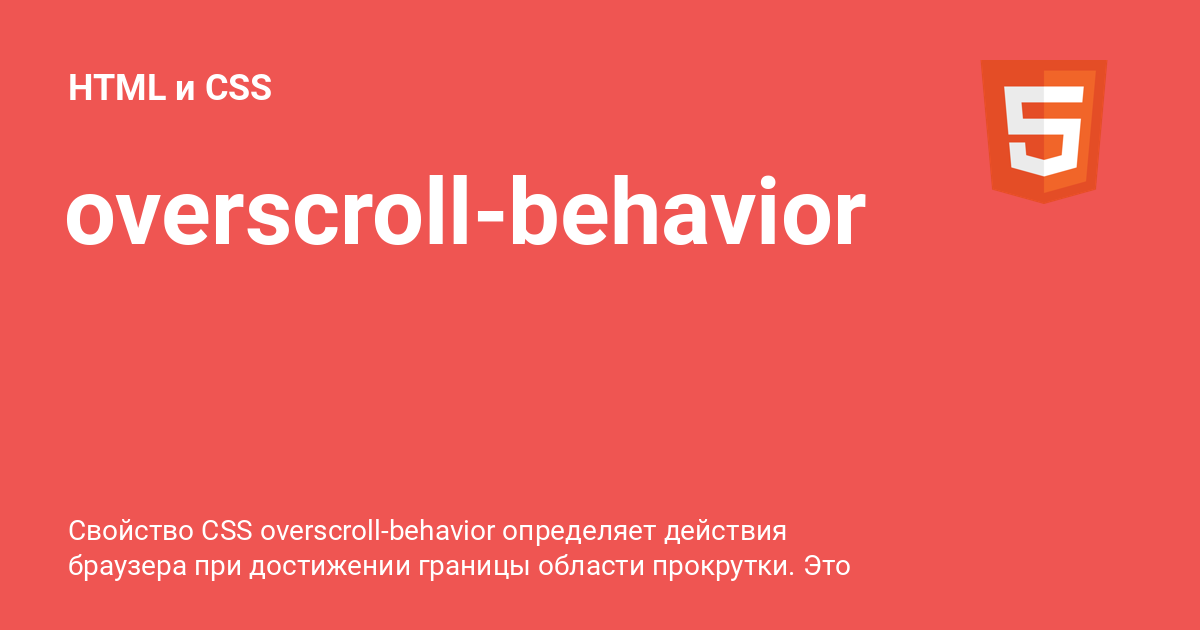 HTML и CSS
overscroll-behavior
Свойство CSS overscroll-behavior определяет действия
браузера при достижении границы области прокрутки. Это